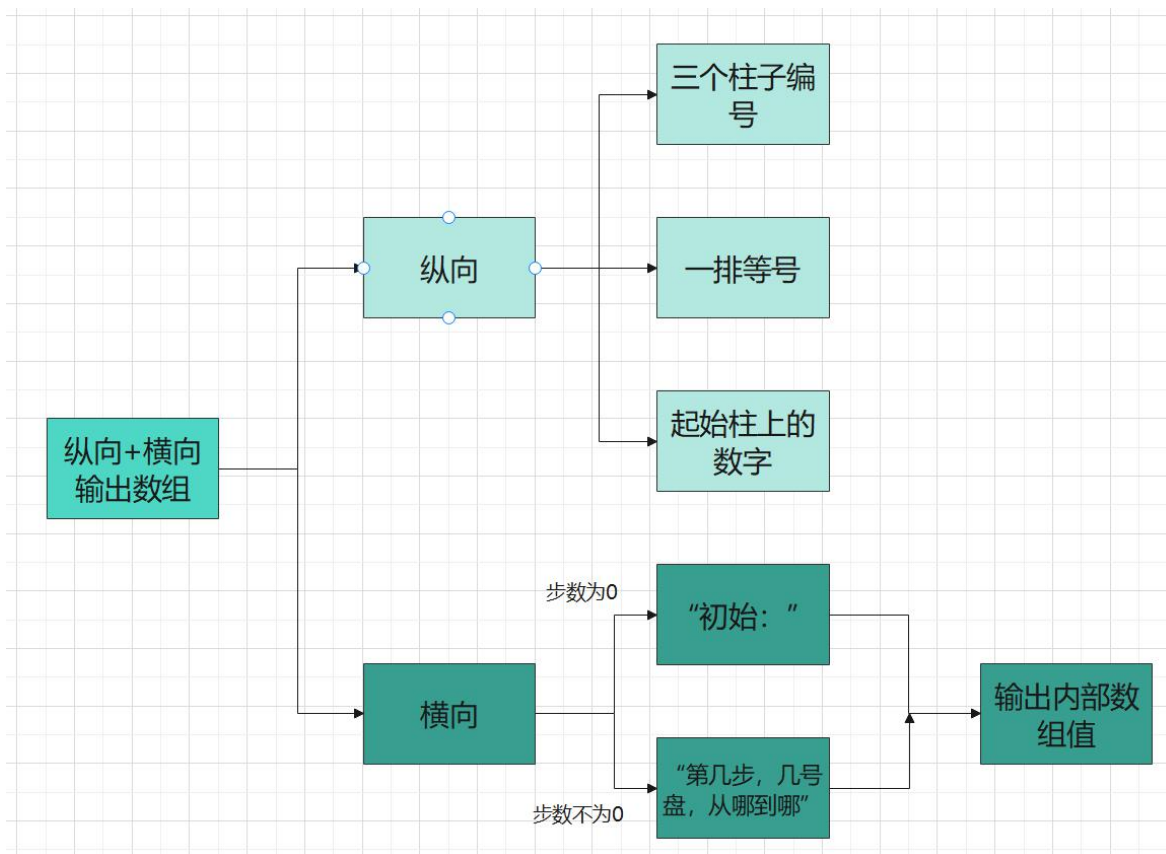 三个柱子编
号
纵向
一排等号
起始柱上的
数字
纵向+横向
输出数组
步数为0
“初始：”
横向
输出内部数
组值
“第几步，几号
盘，从哪到哪”
步数不为0